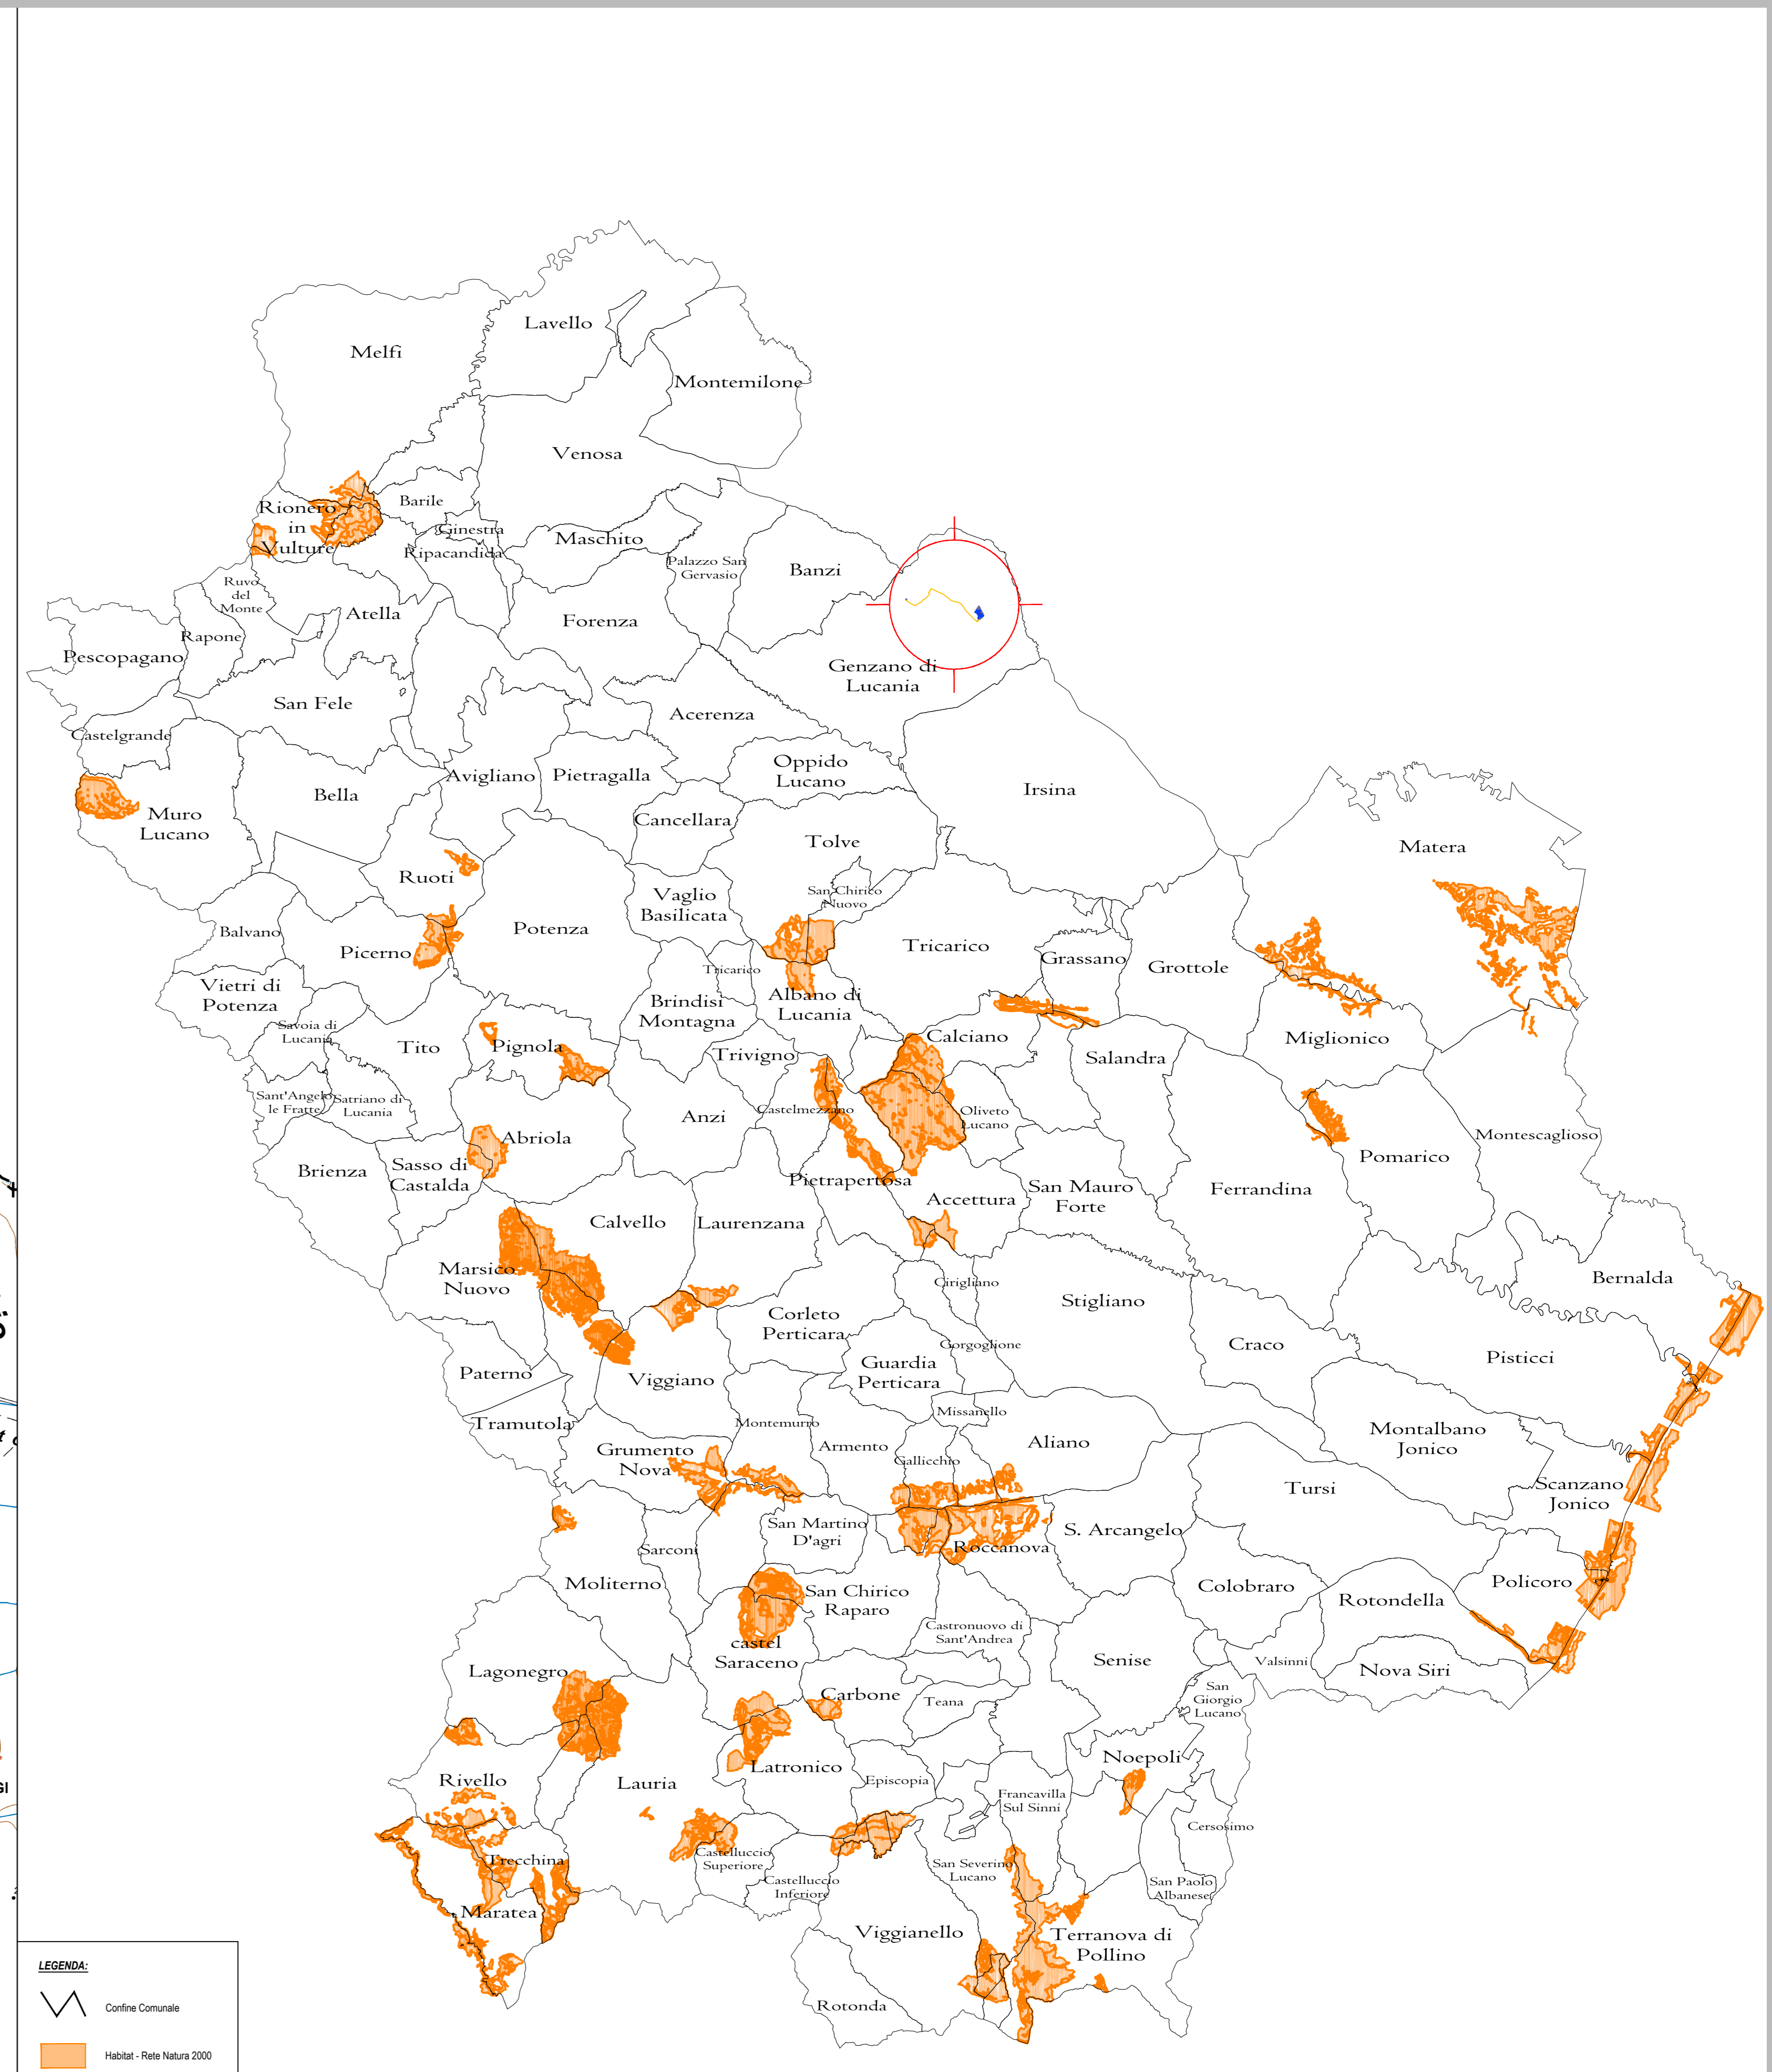 Lavello
Melfi
Montemilone
Venosa
Barile
Rionero
in
Vulture
Ginestra
Maschito
Ripacandida
Palazzo San
Gervasio
Banzi
Ruvo
del
Monte
Atella
Forenza
Rapone
Pescopagano
Genzano di
Lucania
San Fele
Acerenza
Castelgrande
Avigliano
Pietragalla
Oppido
Lucano
Irsina
Bella
Muro
Lucano
Cancellara
Tolve
Matera
Ruoti
Vaglio
Basilicata
San Chirico
Nuovo
Potenza
Balvano
Picerno
Tricarico
Grassano
Grottole
Tricarico
Vietri di
Potenza
Brindisi
Montagna
Albano di
Lucania
Savoia di
Lucania
Tito
Pignola
Calciano
Miglionico
Trivigno
Salandra
Sant'Angelo
le Fratte
Satriano di
Lucania
Anzi
Castelmezzano
Oliveto
Lucano
Abriola
Montescaglioso
Brienza
Sasso di
Castalda
Pomarico
Pietrapertosa
Accettura
San Mauro
Forte
Ferrandina
Calvello
Laurenzana
Marsico
Nuovo
Bernalda
Cirigliano
Stigliano
Corleto
Perticara
Gorgoglione
Craco
Pisticci
Guardia
Perticara
Paterno
Viggiano
Missanello
Tramutola
Montemurro
Montalbano
Jonico
Aliano
Armento
Grumento
Nova
Gallicchio
Tursi
Scanzano
Jonico
San Martino
D'agri
S. Arcangelo
Roccanova
Sarconi
Moliterno
San Chirico
Raparo
Colobraro
Policoro
Rotondella
Castronuovo di
Sant'Andrea
castel
Saraceno
Senise
Valsinni
Nova Siri
Lagonegro
Carbone
Teana
San
Giorgio
Lucano
Noepoli
Latronico
Rivello
Lauria
Episcopia
Francavilla
Sul Sinni
Cersosimo
Castelluccio
Superiore
Trecchina
San Severino
Lucano
Castelluccio
Inferiore
San Paolo
Albanese
Maratea
Viggianello
Terranova di
Pollino
Rotonda
GI
LEGENDA:
Confine Comunale
Habitat - Rete Natura 2000